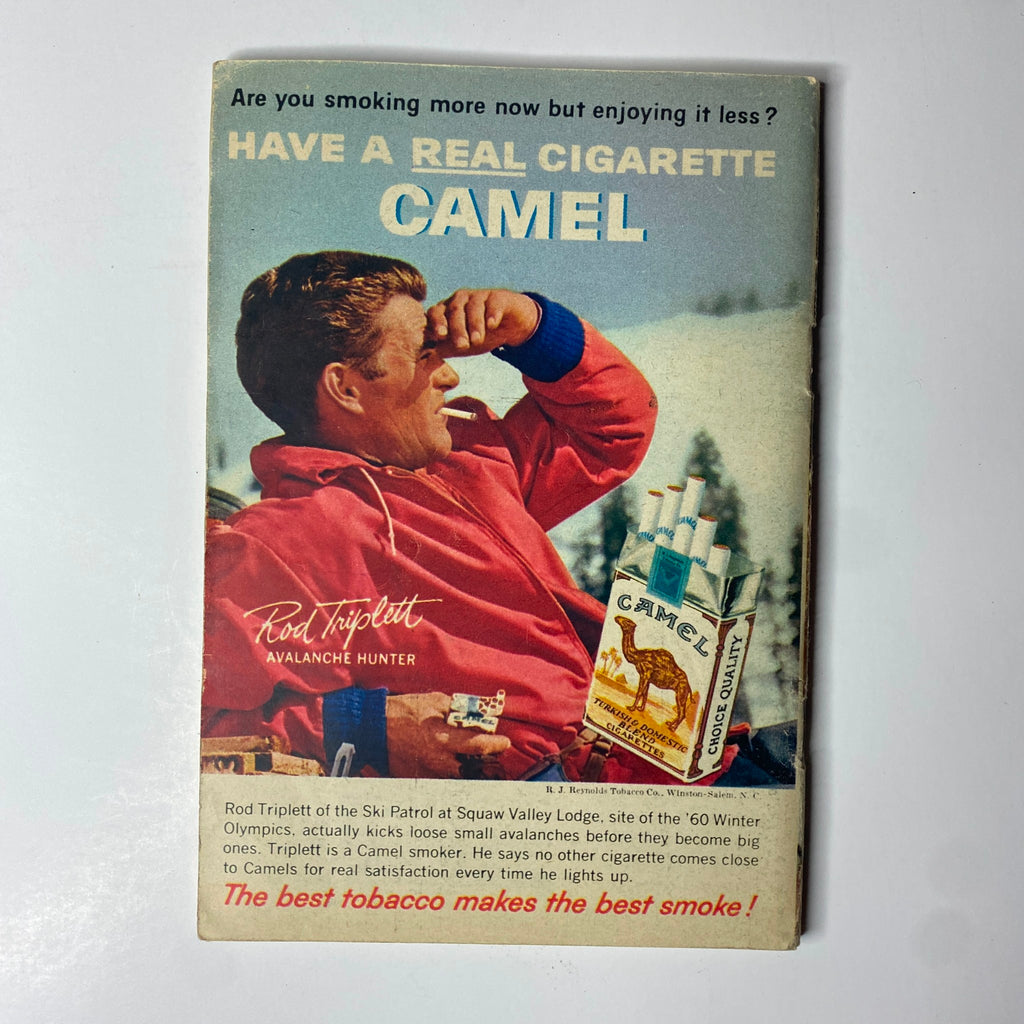 Are you smoking more now but enjoying it less?
HAVE A REAL CIGARETTE
CAMEL
CAMEL
CAMEL
CAMEL
CAMEL
TURKISH & DOMESTIC
BLEND
CIGARETTES
CHOICE QUALITY
Rod Triplett
AVALANCHE HUNTER
CAMEL
R. J. Reynolds Tobacco Co., Winston-Salem, N. C.
Rod Triplett of the Ski Patrol at Squaw Valley Lodge, site of the '60 Winter
Olympics, actually kicks loose small avalanches before they become big
ones. Triplett is a Camel smoker. He says no other cigarette comes close
to Camels for real satisfaction every time he lights up.
The best tobacco makes the best smoke!